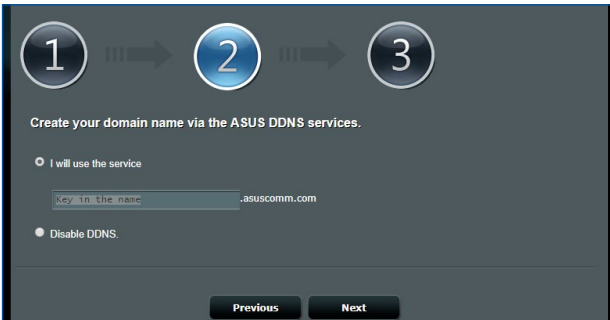 1 2 3
Create your domain name via the ASUS DDNS services.
I will use the service
Key in the name .asuscomm.com
Disable DDNS.
Previous Next